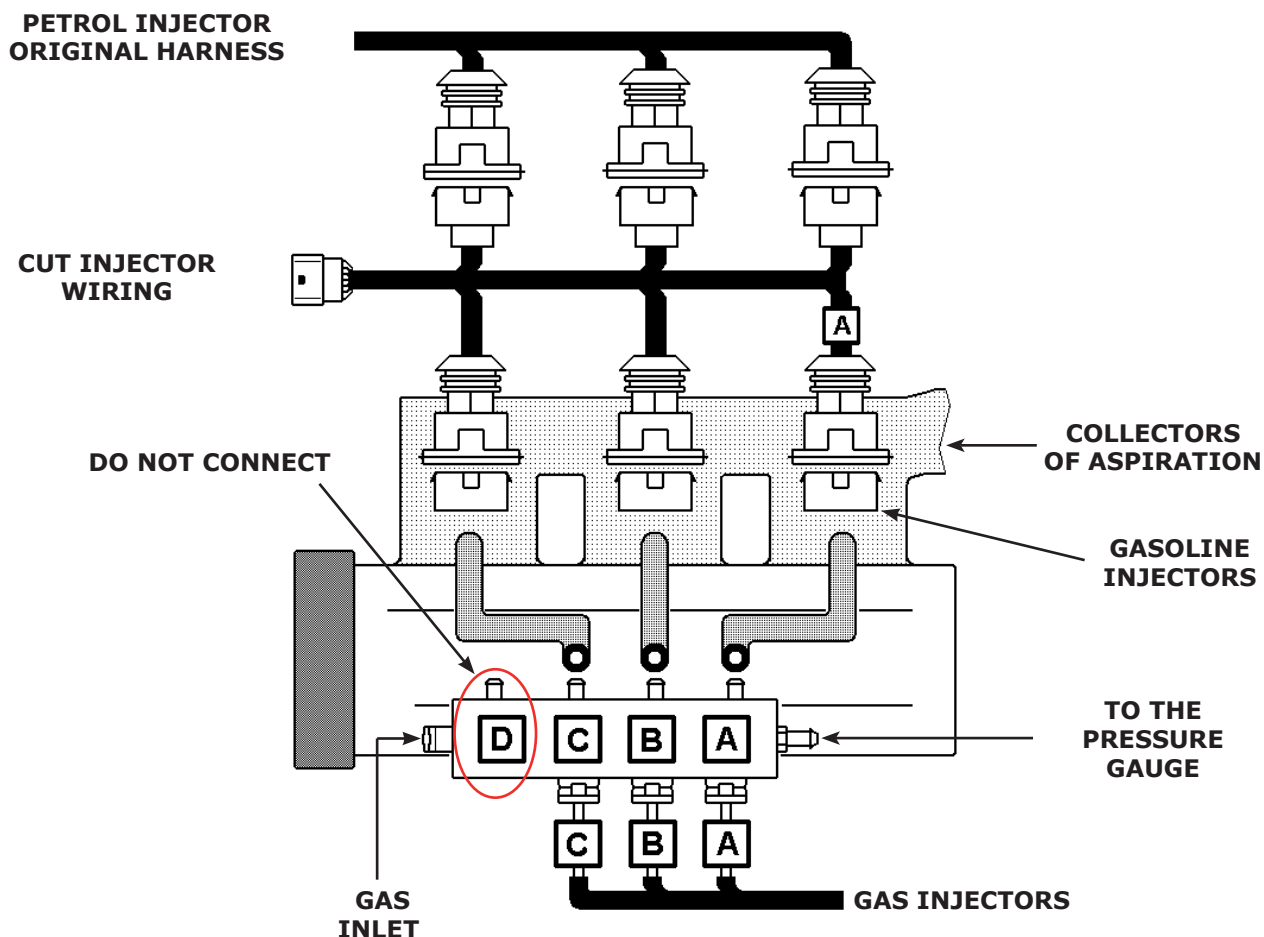 PETROL INJECTOR
ORIGINAL HARNESS
CUT INJECTOR
WIRING
A
DO NOT CONNECT
COLLECTORS
OF ASPIRATION
GASOLINE
INJECTORS
D
C
B
A
TO THE
PRESSURE
GAUGE
C
B
A
GAS
INLET
GAS INJECTORS